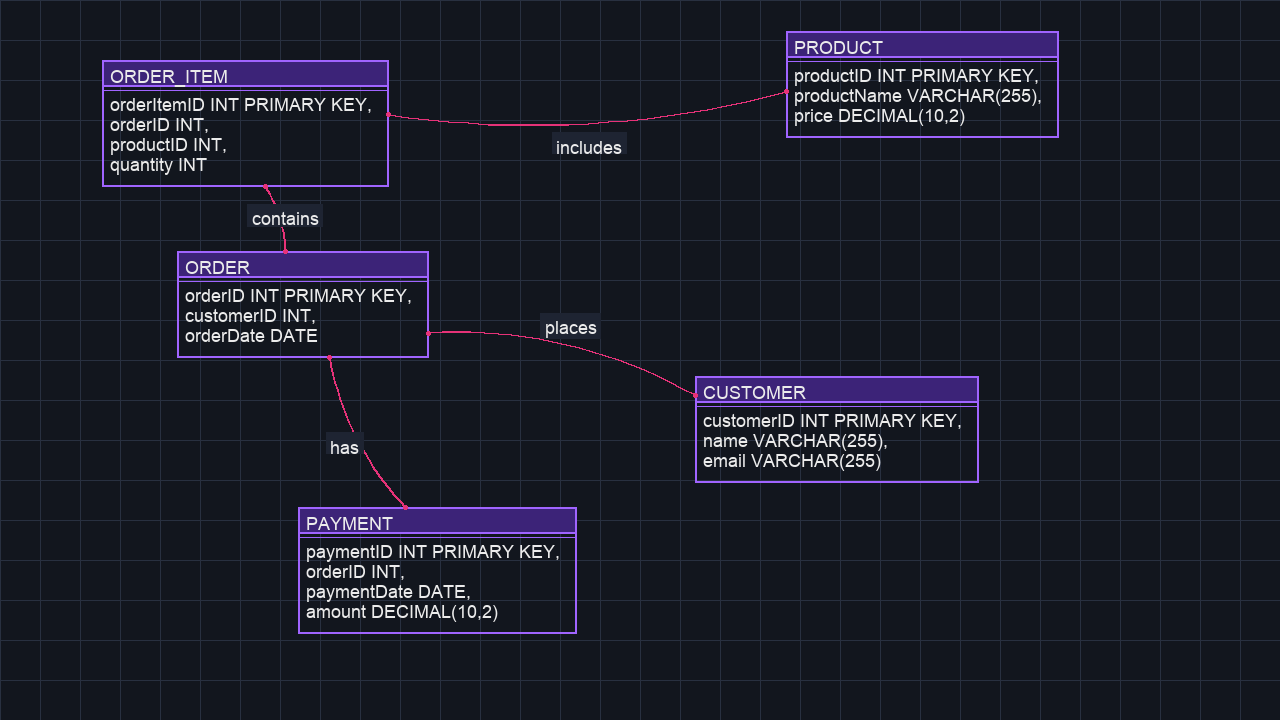 ORDER_ITEM
orderItemID INT PRIMARY KEY,
orderID INT,
productID INT,
quantity INT
PRODUCT
productID INT PRIMARY KEY,
productName VARCHAR(255),
price DECIMAL(10,2)
includes
contains
ORDER
orderID INT PRIMARY KEY,
customerID INT,
orderDate DATE
places
CUSTOMER
customerID INT PRIMARY KEY,
name VARCHAR(255),
email VARCHAR(255)
has
PAYMENT
paymentID INT PRIMARY KEY,
orderID INT,
paymentDate DATE,
amount DECIMAL(10,2)